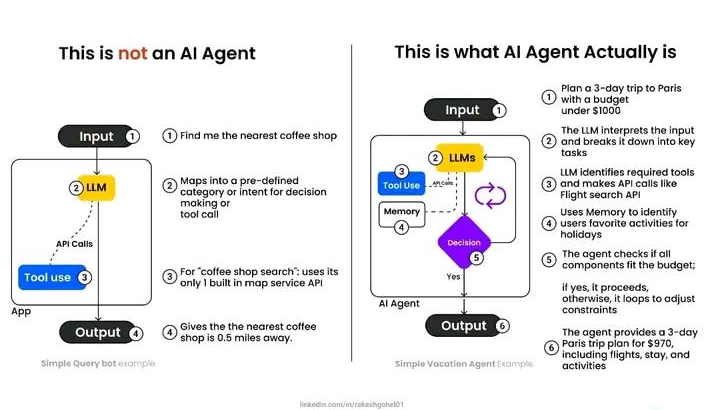 This is not an AI Agent
Input 1
LLM 2
API Calls
Tool use 3
App
Output 4
Simple Query bot example
1 Find me the nearest coffee shop
2 Maps into a pre-defined
category or intent for decision
making or
tool call
3 For "coffee shop search": uses its
only 1 built in map service API
4 Gives the the nearest coffee
shop is 0.5 miles away.
This is what AI Agent Actually is
Input 1
2 LLMs
3
Tool Use
API Calls
Memory
4
Decision
5
Yes
AI Agent
Output 6
Simple Vacation Agent Example
1 Plan a 3-day trip to Paris
with a budget
under $1000
2 The LLM interprets the input
and breaks it down into key
tasks
3 LLM identifies required tools
and makes API calls like
Flight search API
4 Uses Memory to identify
users favorite activities for
holidays
5 The agent checks if all
components fit the budget;
if yes, it proceeds,
otherwise, it loops to adjust
constraints
6 The agent provides a 3-day
Paris trip plan for $970,
including flights, stay, and
activities
linkedin.com/in/rakeshgohel01